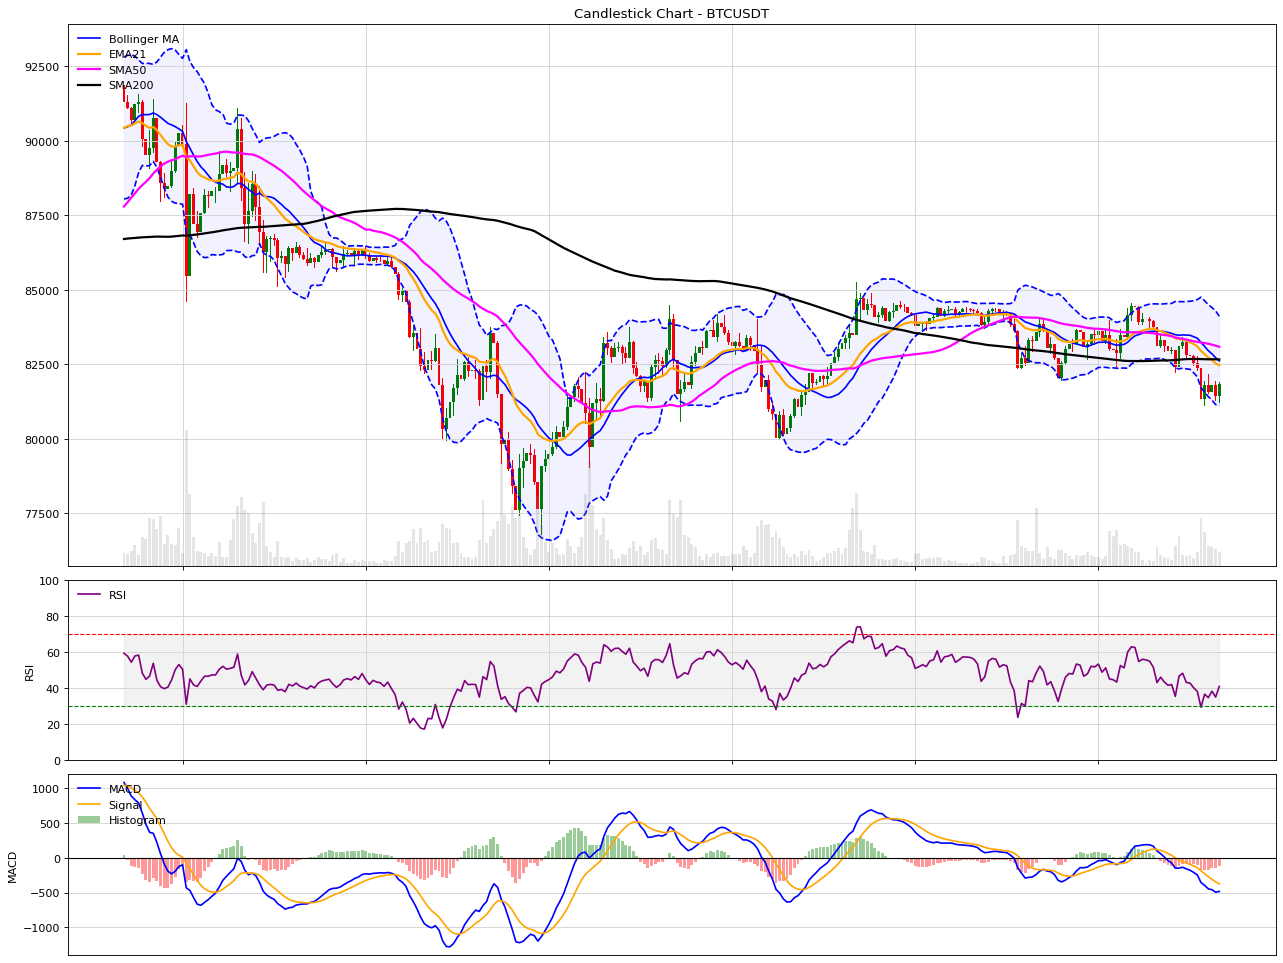 Candlestick Chart - BTCUSDT
Bollinger MA
EMA21
SMA50
SMA200
92500
90000
87500
85000
82500
80000
77500
RSI
100
80
60
40
20
0
RSI
MACD
Signal
Histogram
1000
500
0
−500
−1000
MACD